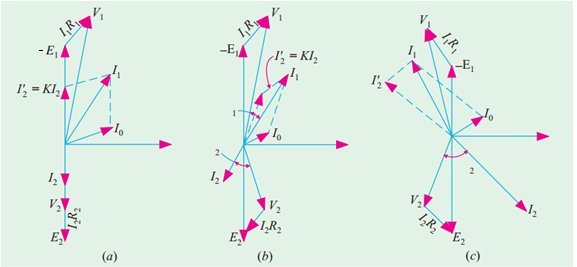 V₁
I₁R₁
-E₁
I₁
I′₂ = KI₂
I₀
I₂
V₂
I₂R₂
E₂
(a)
V₁
I₁R₁
–E₁
I′₂ = KI₂
I₁
1
I₀
2
I₂
V₂
I₂R₂
E₂
(b)
V₁
I₁R₁
I₁
–E₁
I′₂
I₀
2
V₂
I₂R₂
E₂
I₂
(c)